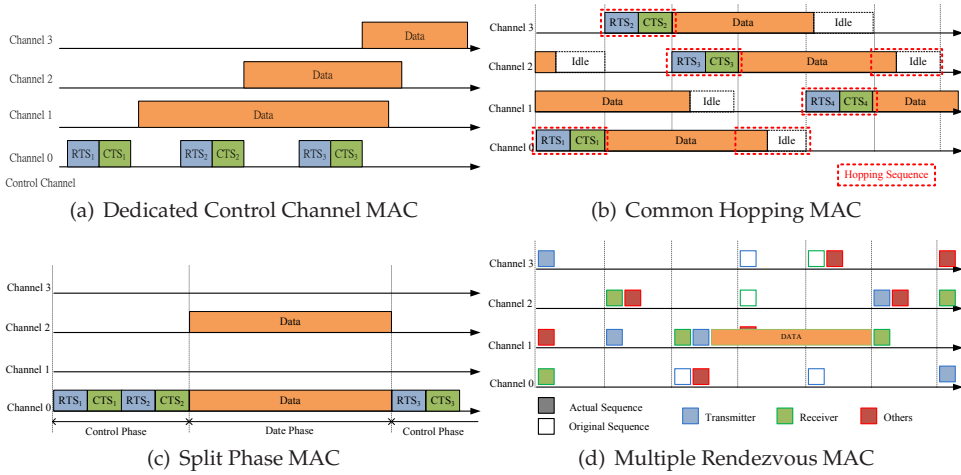 Channel 3
Data
Channel 2
Data
Channel 1
Data
Channel 0
RTS1 CTS1 RTS2 CTS2 RTS3 CTS3
Control Channel
(a) Dedicated Control Channel MAC
Channel 3
RTS2 CTS2 Data Idle
Channel 2
Idle RTS3 CTS3 Data Idle
Channel 1
Data Idle RTS4 CTS4 Data
Channel 0
RTS1 CTS1 Data Idle
Hopping Sequence
(b) Common Hopping MAC
Channel 3
Channel 2
Data
Channel 1
Channel 0
RTS1 CTS1 RTS2 CTS2 Data RTS3 CTS3
Control Phase Date Phase Control Phase
(c) Split Phase MAC
Channel 3
Channel 2
Channel 1
DATA
Channel 0
Actual Sequence
Original Sequence
Transmitter Receiver Others
(d) Multiple Rendezvous MAC